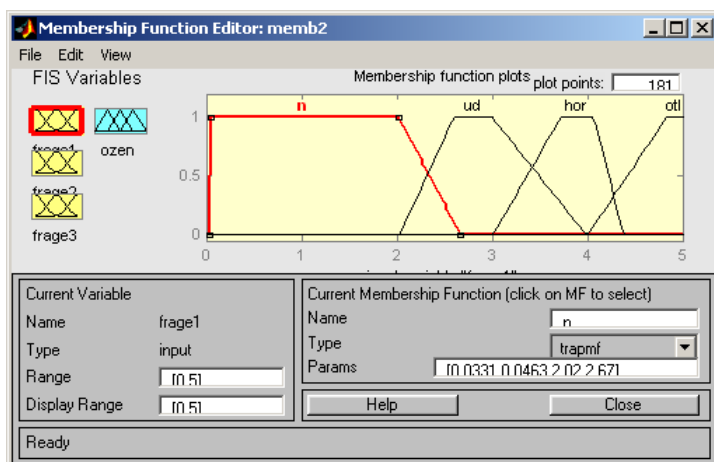 Membership Function Editor: memb2
File Edit View
FIS Variables
Membership function plots plot points: 181
frage1 ozen
frage2
frage3
n ud hor otl
1
0.5
0
0 1 2 3 4 5
Current Variable
Name frage1
Type input
Range [0 5]
Display Range [0 5]
Current Membership Function (click on MF to select)
Name n
Type trapmf
Params [0.0331 0.0463 2.02 2.67]
Help Close
Ready